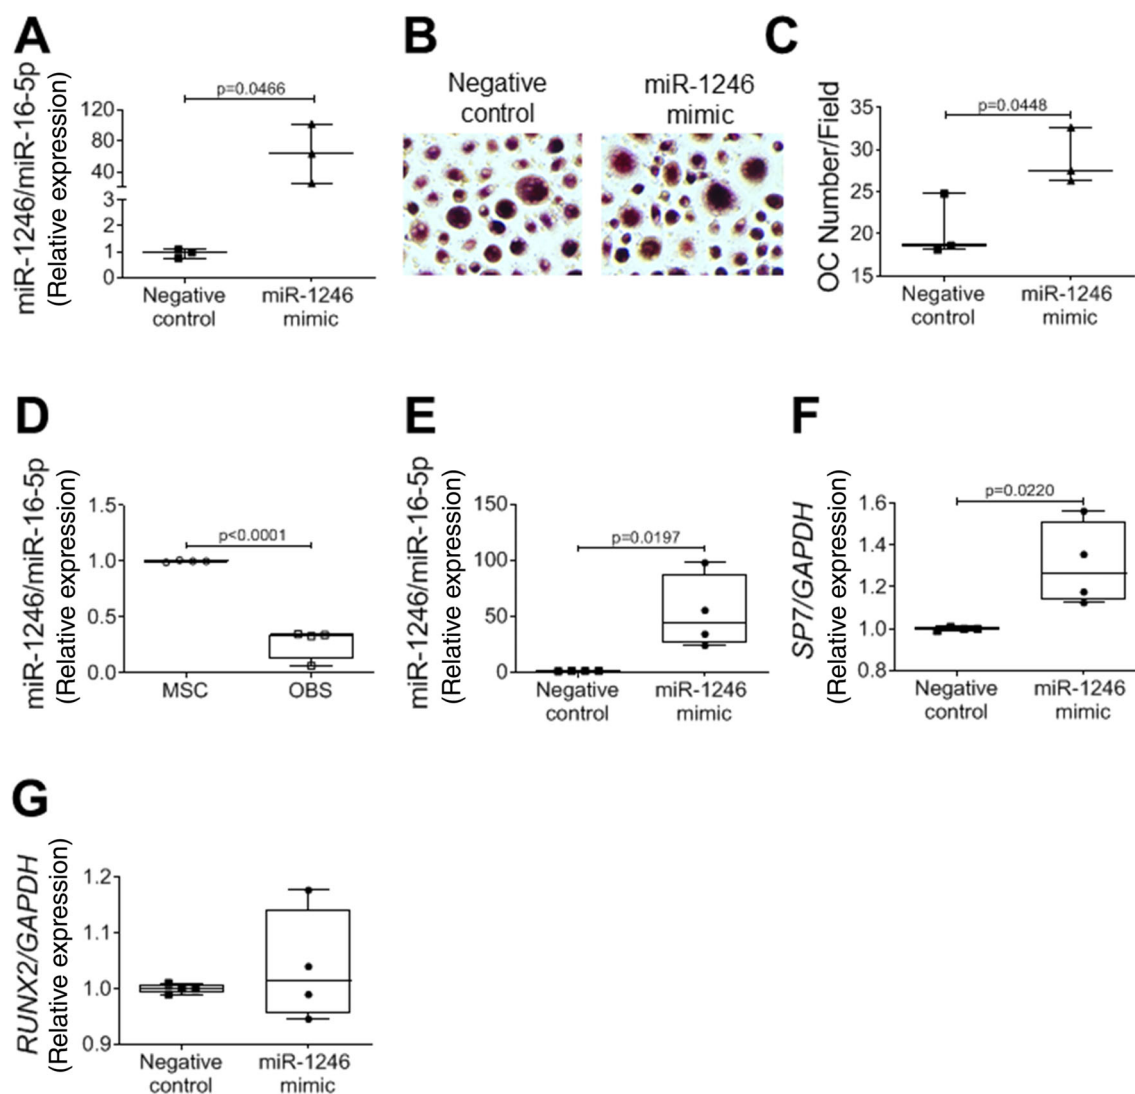 A
miR-1246/miR-16-5p
(Relative expression)
120
80
40
3
2
1
0
p=0.0466
Negative
control
miR-1246
mimic
B
Negative
control
miR-1246
mimic
C
OC Number/Field
35
30
25
20
15
p=0.0448
Negative
control
miR-1246
mimic
D
miR-1246/miR-16-5p
(Relative expression)
1.5
1.0
0.5
0.0
p<0.0001
MSC
OBS
E
miR-1246/miR-16-5p
(Relative expression)
150
100
50
0
p=0.0197
Negative
control
miR-1246
mimic
F
SP7/GAPDH
(Relative expression)
1.6
1.4
1.2
1.0
0.8
p=0.0220
Negative
control
miR-1246
mimic
G
RUNX2/GAPDH
(Relative expression)
1.2
1.1
1.0
0.9
Negative
control
miR-1246
mimic